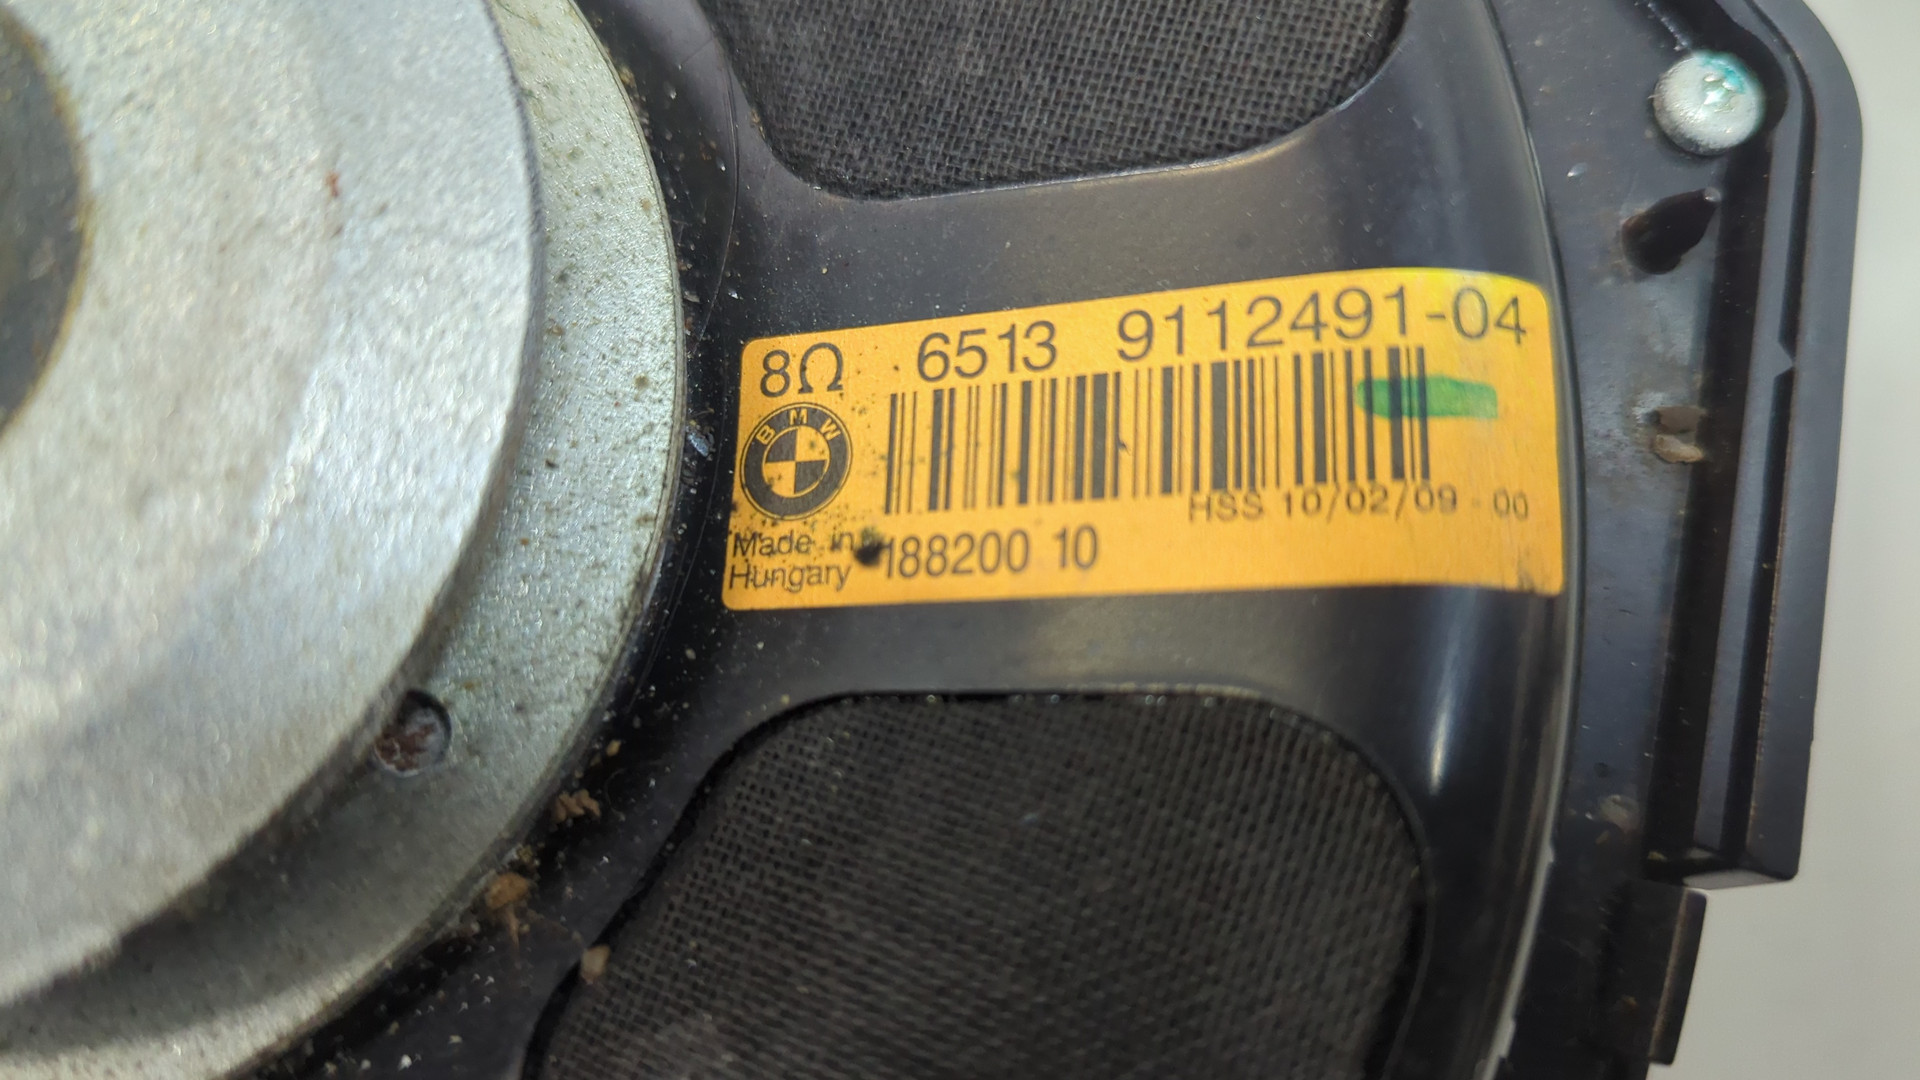 8Ω 6513 9112491-04
BMW
HSS 10/02/09 - 00
Made in
Hungary 188200 10